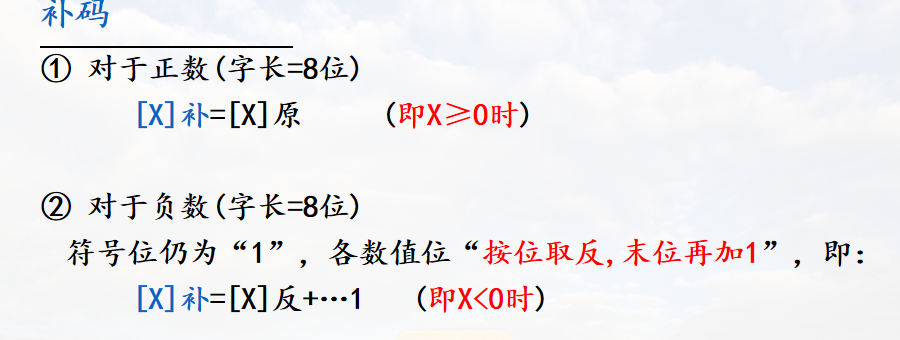 补码
① 对于正数(字长=8位)
[X]补=[X]原 (即X≥0时)
② 对于负数(字长=8位)
符号位仍为“1”，各数值位“按位取反,末位再加1”，即：
[X]补=[X]反+…1 (即X<0时)